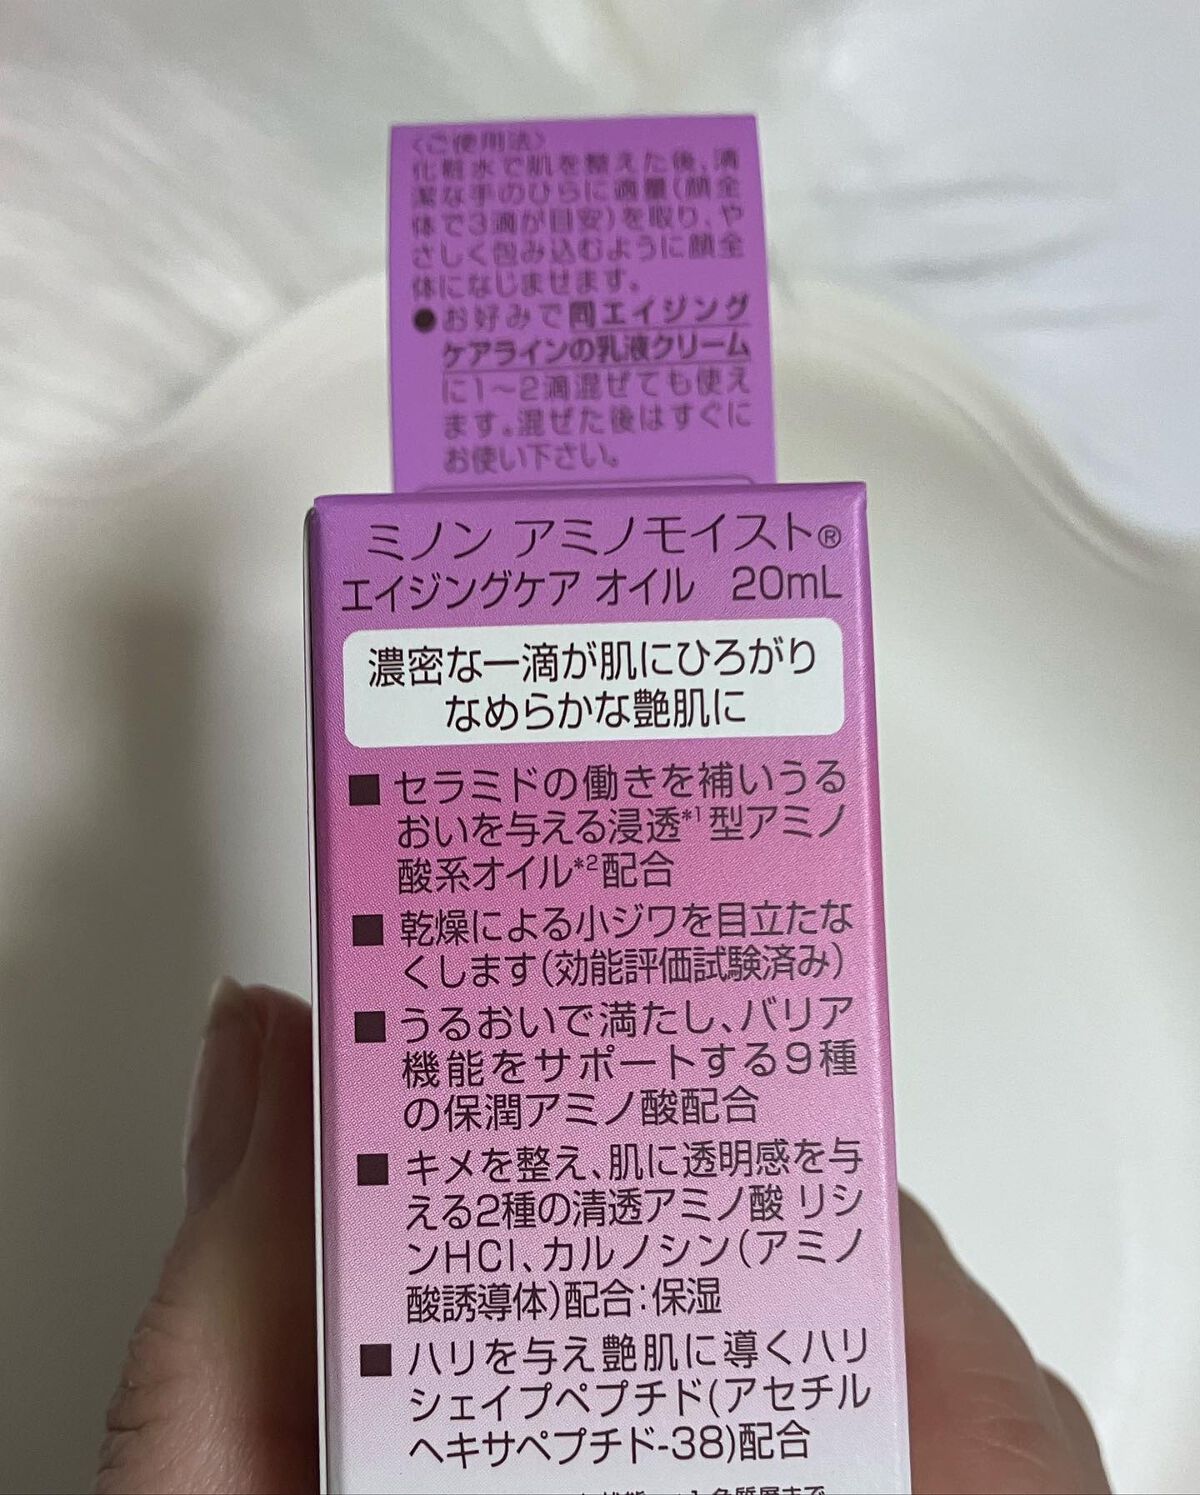 〈ご使用法〉
化粧水で肌を整えた後、清
潔な手のひらに適量(顔全
体で3滴が目安)を取り、や
さしく包み込むように顔全
体になじませます。
●お好みで同エイジング
ケアラインの乳液クリーム
に1～2滴混ぜても使え
ます。混ぜた後はすぐに
お使い下さい。
ミノン アミノモイスト®
エイジングケア オイル 20mL
濃密な一滴が肌にひろがり
なめらかな艶肌に
■ セラミドの働きを補いうる
おいを与える浸透*1型アミノ
酸系オイル*2配合
■ 乾燥による小ジワを目立たな
くします(効能評価試験済み)
■ うるおいで満たし、バリア
機能をサポートする9種
の保潤アミノ酸配合
■ キメを整え、肌に透明感を与
える2種の清透アミノ酸 リシ
ンHCl、カルノシン(アミノ
酸誘導体)配合：保湿
■ ハリを与え艶肌に導くハリ
シェイプペプチド(アセチル
ヘキサペプチド-38)配合
角質層まで